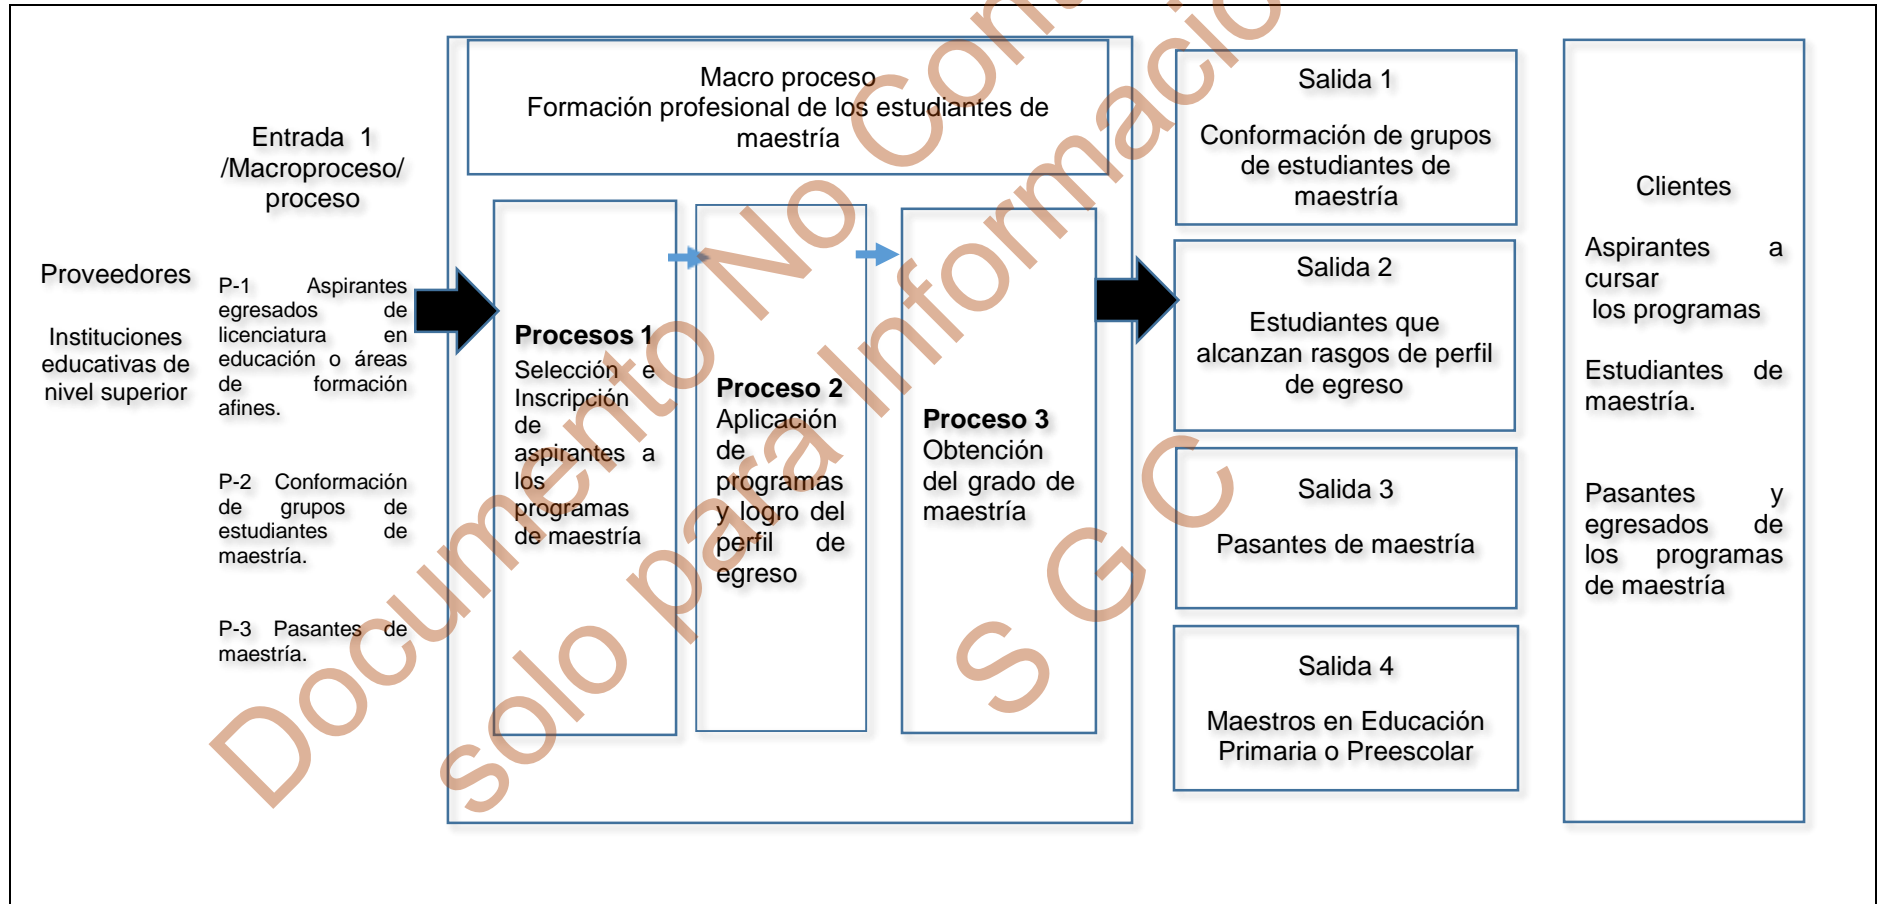 Proveedores
Instituciones
educativas de
nivel superior
Entrada 1
/Macroproceso/
proceso
P-1 Aspirantes
egresados de
licenciatura en
educación o áreas
de formación
afines.
P-2 Conformación
de grupos de
estudiantes de
maestría.
P-3 Pasantes de
maestría.
Macro proceso
Formación profesional de los estudiantes de
maestría
Procesos 1
Selección e
Inscripción
de
aspirantes a
los
programas
de maestría
Proceso 2
Aplicación
de
programas
y logro del
perfil de
egreso
Proceso 3
Obtención
del grado de
maestría
Salida 1
Conformación de grupos
de estudiantes de
maestría
Salida 2
Estudiantes que
alcanzan rasgos de perfil
de egreso
Salida 3
Pasantes de maestría
Salida 4
Maestros en Educación
Primaria o Preescolar
Clientes
Aspirantes a
cursar
los programas
Estudiantes de
maestría.
Pasantes y
egresados de
los programas
de maestría
Documento No
solo para
S G C